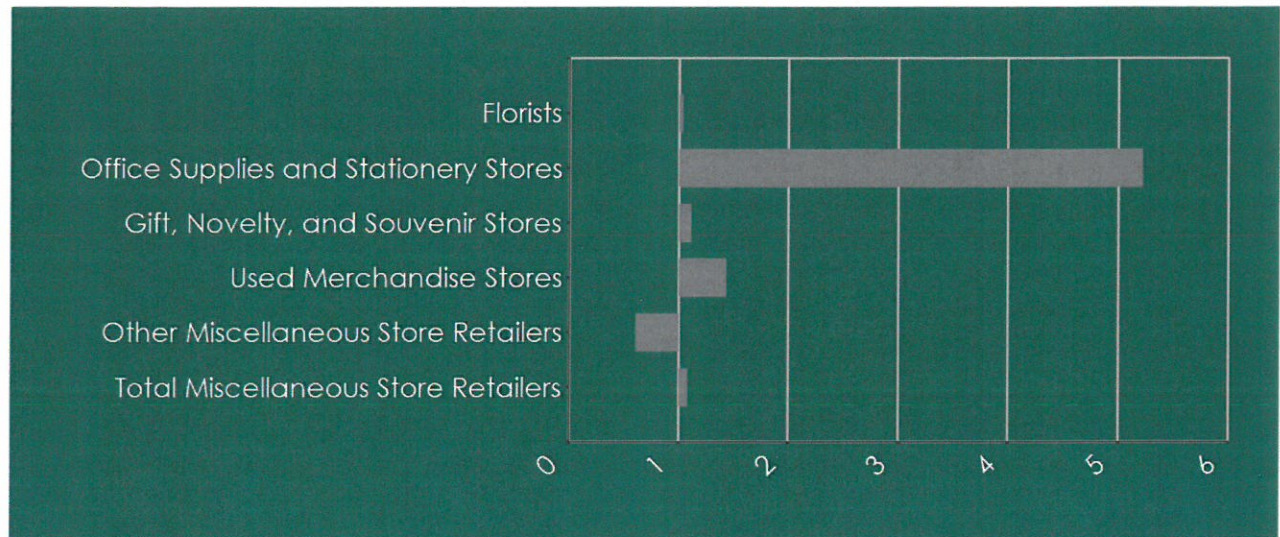 Florists
Office Supplies and Stationery Stores
Gift, Novelty, and Souvenir Stores
Used Merchandise Stores
Other Miscellaneous Store Retailers
Total Miscellaneous Store Retailers
0 1 2 3 4 5 6